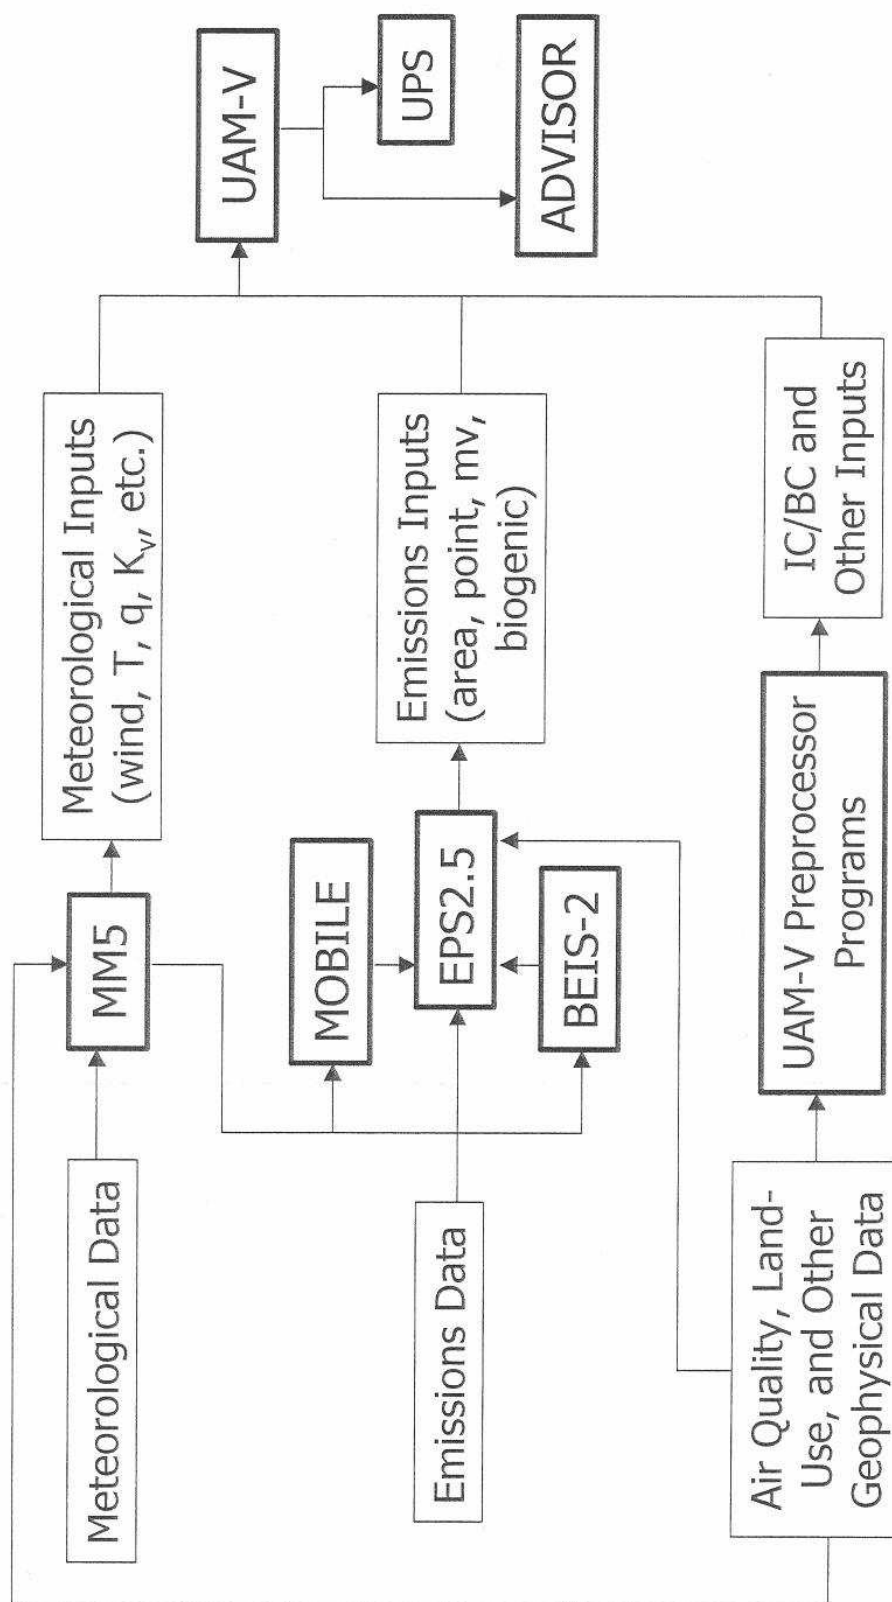 Meteorological Data
MM5
Meteorological Inputs
(wind, T, q, Kv, etc.)
UAM-V
UPS
ADVISOR
MOBILE
Emissions Data
EPS2.5
Emissions Inputs
(area, point, mv,
biogenic)
BEIS-2
Air Quality, Land-
Use, and Other
Geophysical Data
UAM-V Preprocessor
Programs
IC/BC and
Other Inputs